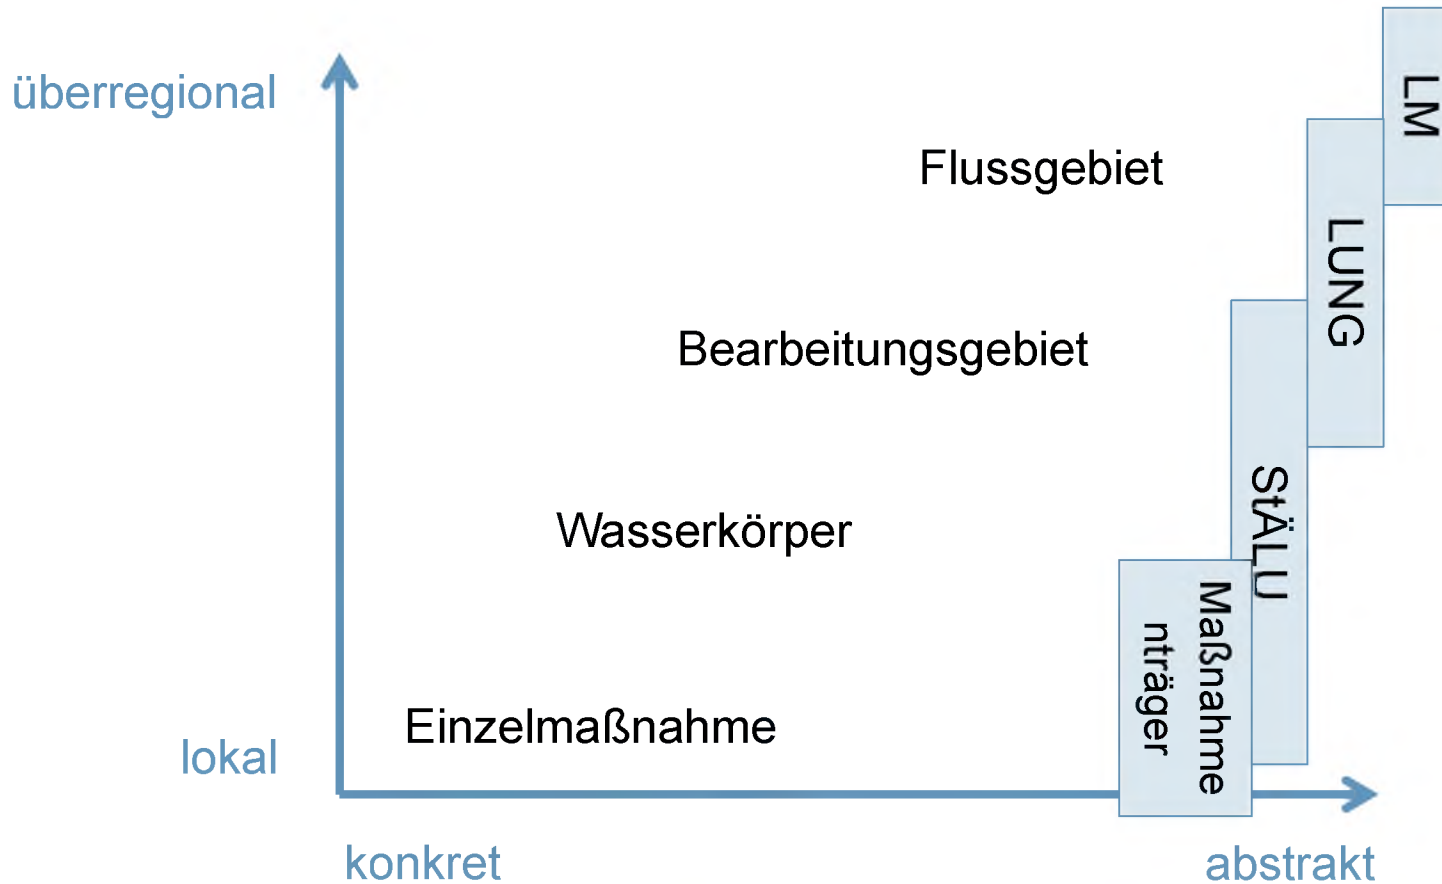 überregional
LM
Flussgebiet
LUNG
Bearbeitungsgebiet
StÄLU
Wasserkörper
Maßnahme
nträger
Einzelmaßnahme
lokal
konkret
abstrakt